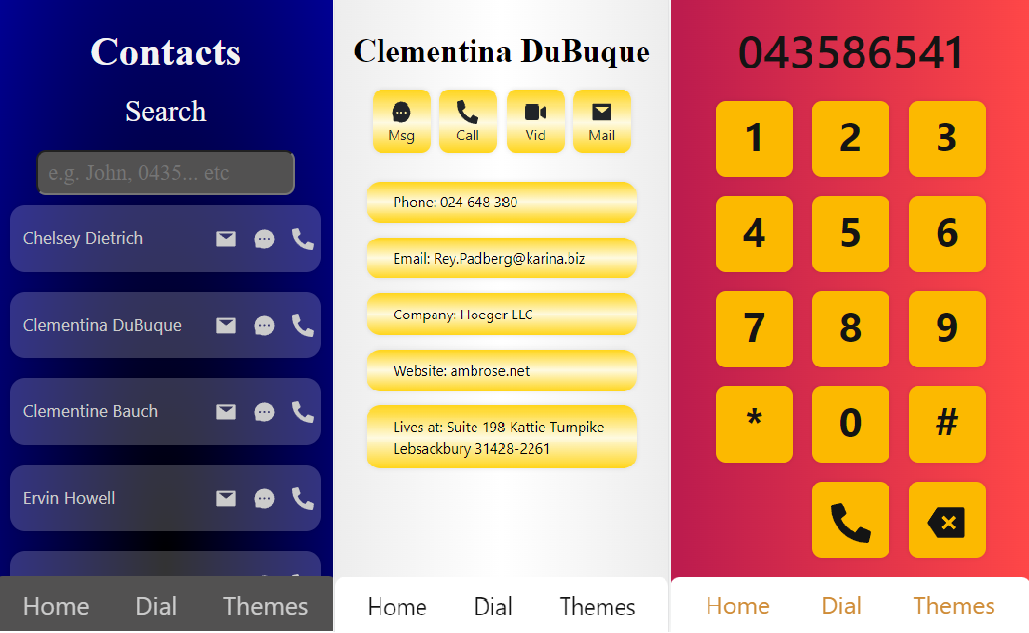 Contacts
Search
e.g. John, 0435... etc
Chelsey Dietrich
Clementina DuBuque
Clementine Bauch
Ervin Howell
Home Dial Themes
Clementina DuBuque
Msg Call Vid Mail
Phone: 024 648 380
Email: Rey.Padberg@karina.biz
Company: Hoeger LLC
Website: ambrose.net
Lives at: Suite 198 Kattie Turnpike
Lebsackbury 31428-2261
Home Dial Themes
043586541
1 2 3
4 5 6
7 8 9
* 0 #
Home Dial Themes